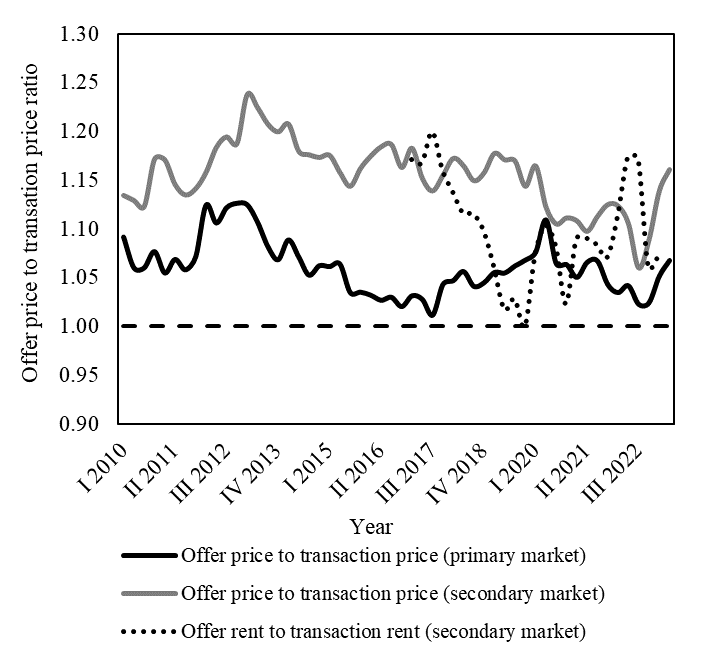 Offer price to transation price ratio
1.30
1.25
1.20
1.15
1.10
1.05
1.00
0.95
0.90
I 2010
II 2011
III 2012
IV 2013
I 2015
II 2016
III 2017
IV 2018
I 2020
II 2021
III 2022
Year
Offer price to transaction price (primary market)
Offer price to transaction price (secondary market)
Offer rent to transaction rent (secondary market)